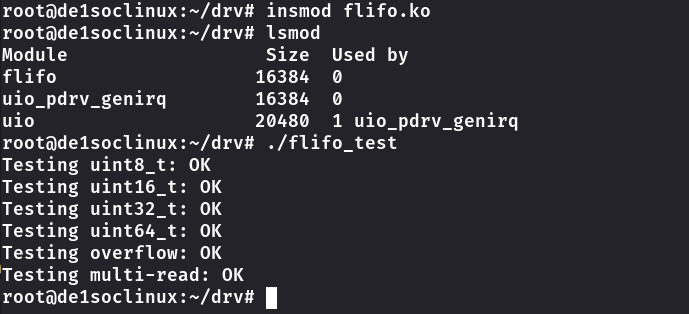 root@de1soclinux:~/drv# insmod flifo.ko
root@de1soclinux:~/drv# lsmod
Module                  Size  Used by
flifo                  16384  0
uio_pdrv_genirq        16384  0
uio                    20480  1 uio_pdrv_genirq
root@de1soclinux:~/drv# ./flifo_test
Testing uint8_t: OK
Testing uint16_t: OK
Testing uint32_t: OK
Testing uint64_t: OK
Testing overflow: OK
Testing multi-read: OK
root@de1soclinux:~/drv#